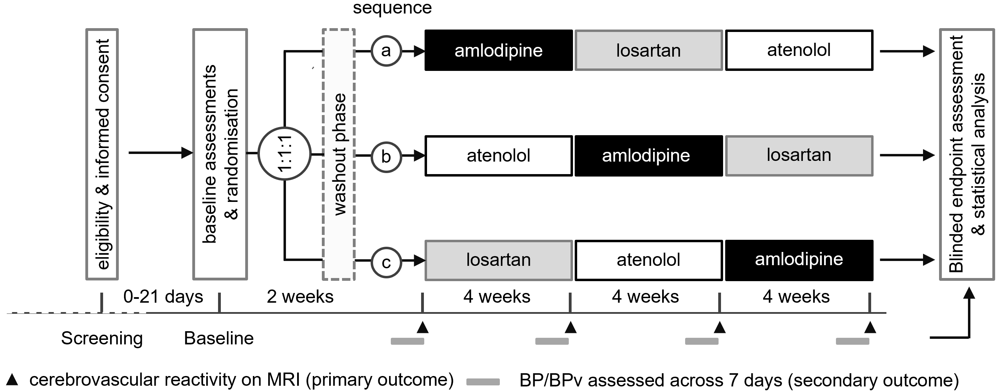 sequence
eligibility & informed consent
baseline assessments
& randomisation
1:1:1
washout phase
a
amlodipine
losartan
atenolol
b
atenolol
amlodipine
losartan
c
losartan
atenolol
amlodipine
Blinded endpoint assessment
& statistical analysis
0-21 days
2 weeks
4 weeks
4 weeks
4 weeks
Screening
Baseline
cerebrovascular reactivity on MRI (primary outcome)
BP/BPv assessed across 7 days (secondary outcome)